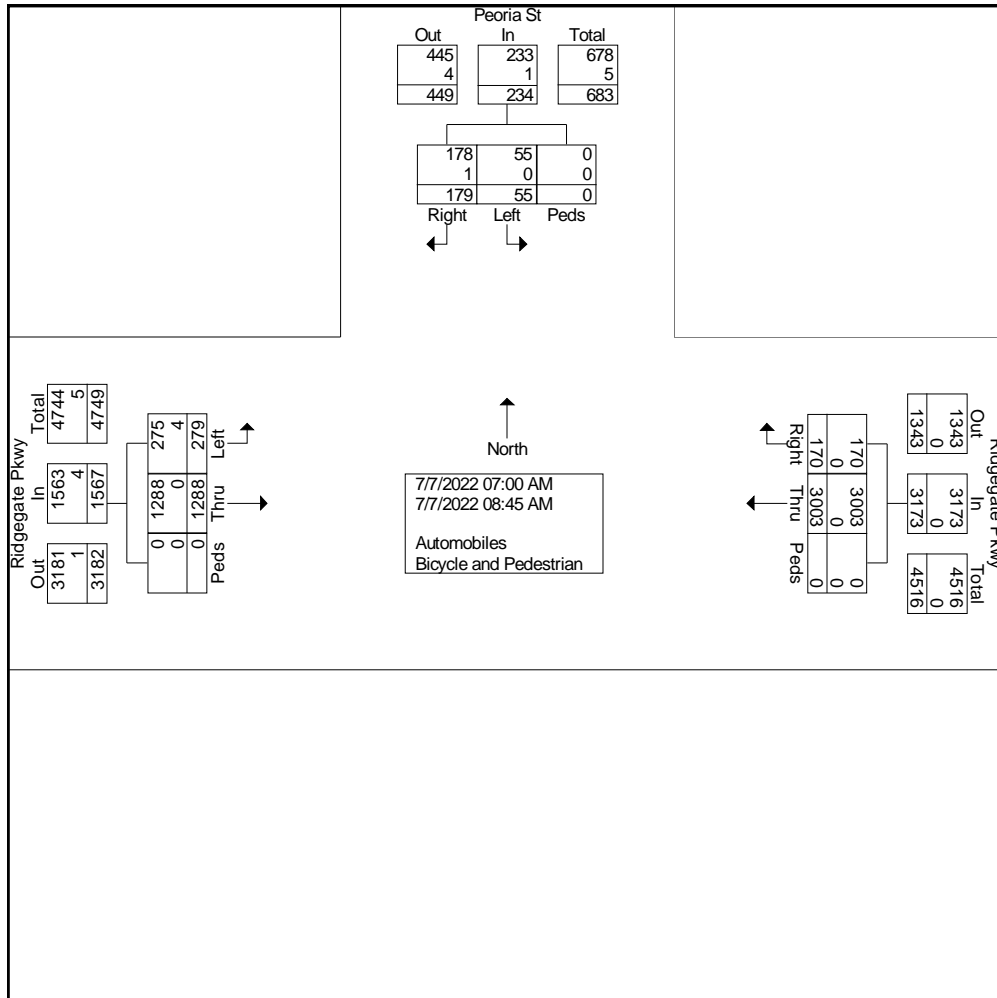 Peoria St
Out In Total
445 233 678
4 1 5
449 234 683
178 55 0
1 0 0
179 55 0
Right Left Peds
Ridgegate Pkwy
Total In Out
4744 1563 3181
5 4 1
4749 1567 3182
275 1288 0
4 0 0
279 1288 0
Left Thru Peds
North
7/7/2022 07:00 AM
7/7/2022 08:45 AM
Automobiles
Bicycle and Pedestrian
Right Thru Peds
170 3003 0
0 0 0
170 3003 0
Ridgegate Pkwy
Out In Total
1343 3173 4516
0 0 0
1343 3173 4516